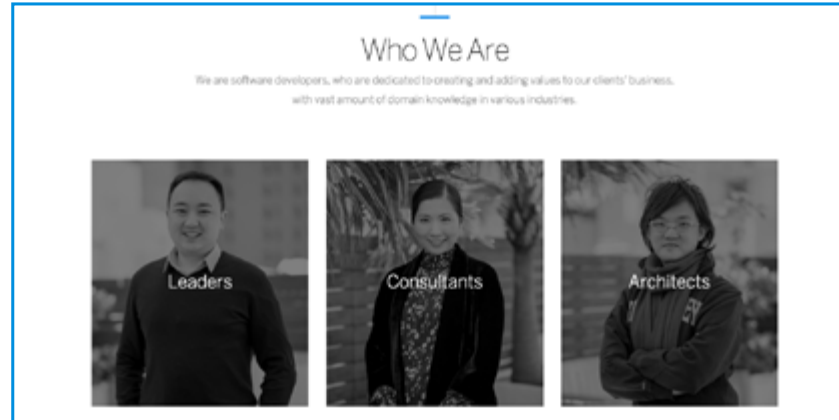 Who We Are
We are software developers, who are dedicated to creating and adding values to our clients' business,
with vast amount of domain knowledge in various industries.
Leaders
Consultants
Architects